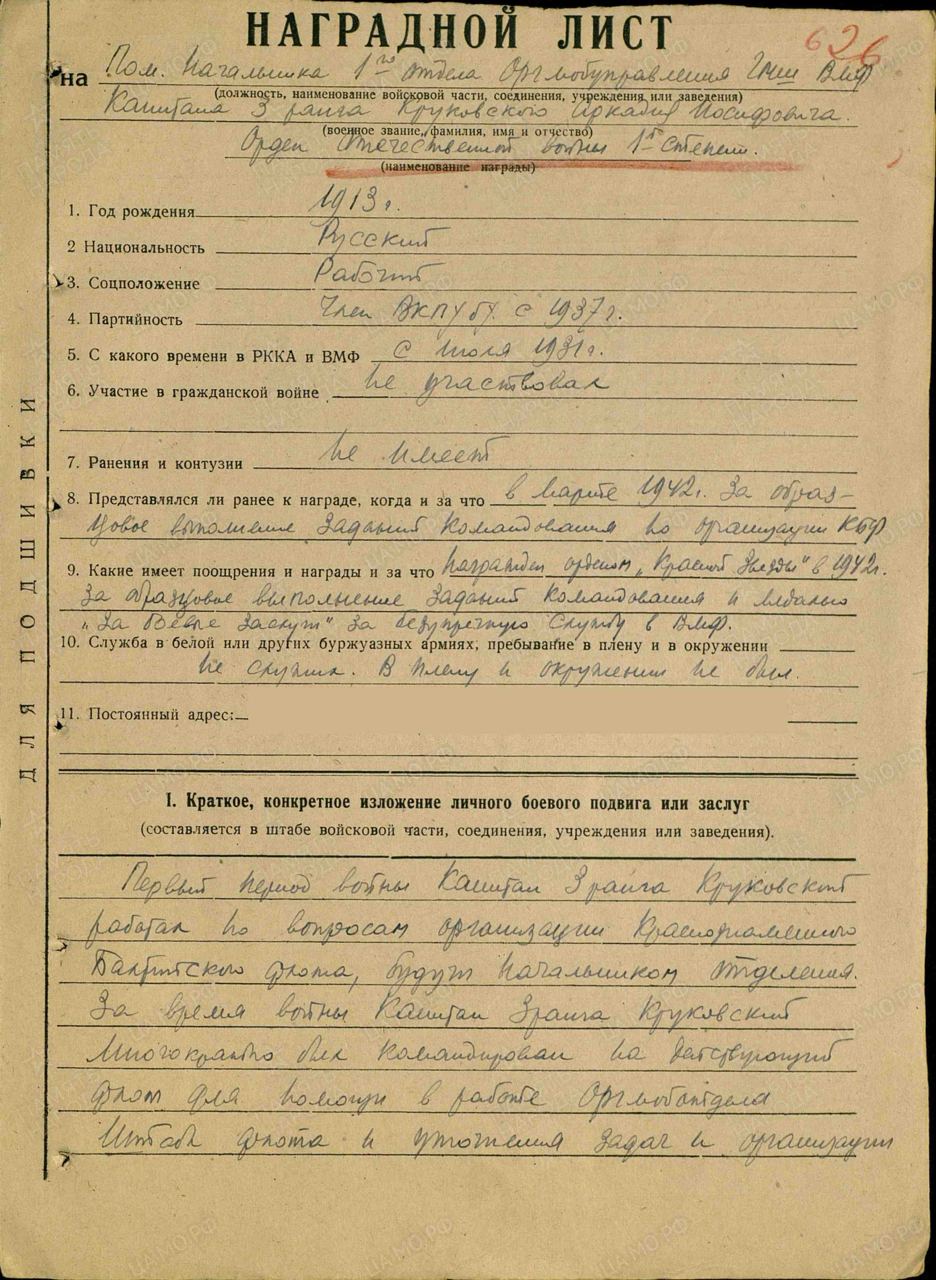 НАГРАДНОЙ ЛИСТ
626
на Пом. Начальника 1го отдела Оргмобуправления ВМФ
(должность, наименование войсковой части, соединения, учреждения или заведения)
Капитана 3 ранга Круковского Аркадия Иосифовича.
(военное звание, фамилия, имя и отчество)
Орден Отечественной войны 1й степени.
(наименование награды)
1. Год рождения 1913 г.
2 Национальность Русский
3. Соцположение Рабочий
4. Партийность Член ВКП/б/. с 1937 г.
5. С какого времени в РККА и ВМФ с июля 1931 г.
6. Участие в гражданской войне Не участвовал
7. Ранения и контузии Не имеет
8. Представлялся ли ранее к награде, когда и за что в марте 1942 г. За образ-
цовое выполнение заданий командования по организации КБФ
9. Какие имеет поощрения и награды и за что Награжден орденом „Красной Звезды" в 1942 г.
За образцовое выполнение заданий командования и медалью
„За Боевые Заслуги" за безупречную службу в ВМФ.
10. Служба в белой или других буржуазных армиях, пребывание в плену и в окружении
Не служил. В плену и окружении не был.
11. Постоянный адрес:
ДЛЯ ПОДШИВКИ
I. Краткое, конкретное изложение личного боевого подвига или заслуг
(составляется в штабе войсковой части, соединения, учреждения или заведения).
Первый период войны Капитан 3 ранга Круковский
работал по вопросам организации Краснознаменного
Балтийского флота, будучи начальником отделения.
За время войны Капитан 3 ранга Круковский
многократно был командирован на действующий
флот для помощи в работе Оргмоботдела
Штаба флота и уточнения задач и организации